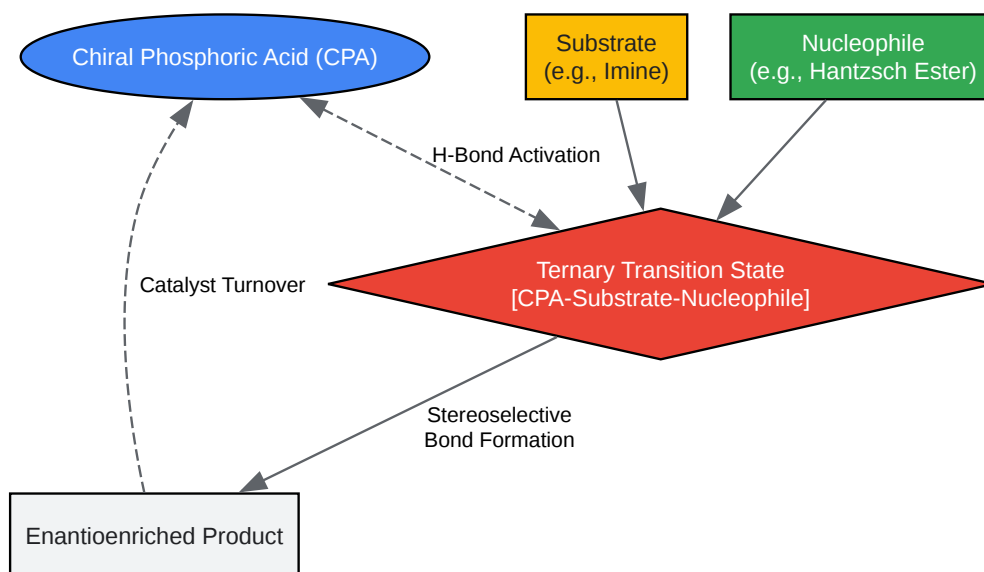 Chiral Phosphoric Acid (CPA)
Substrate
(e.g., Imine)
Nucleophile
(e.g., Hantzsch Ester)
H-Bond Activation
Ternary Transition State
[CPA-Substrate-Nucleophile]
Catalyst Turnover
Stereoselective
Bond Formation
Enantioenriched Product